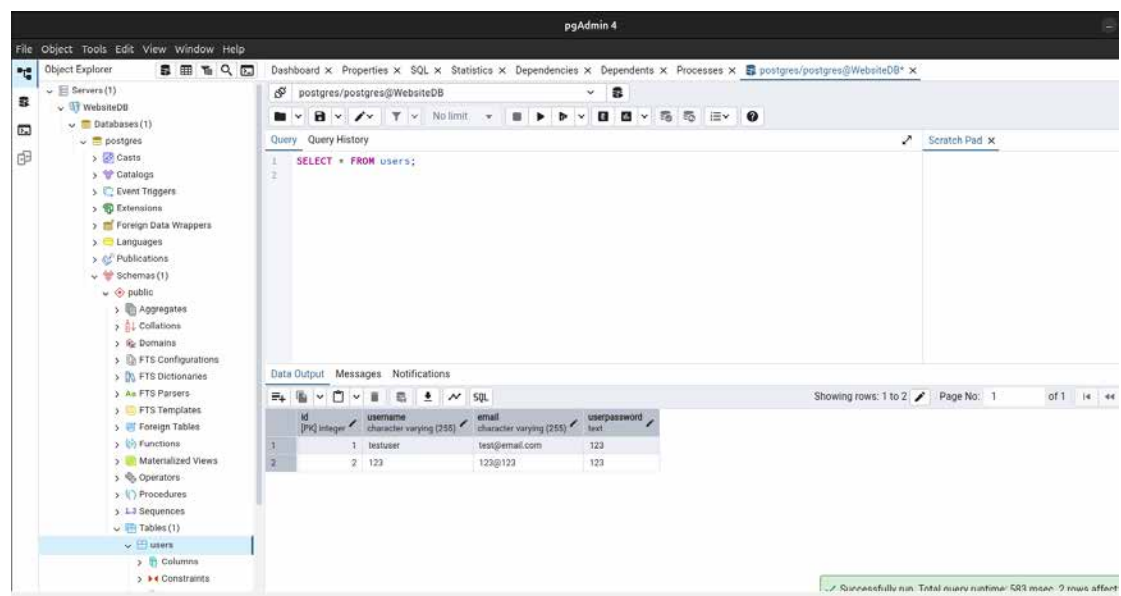 pgAdmin 4
File Object Tools Edit View Window Help
Object Explorer
Dashboard Properties SQL Statistics Dependencies Dependents Processes postgres/postgres@WebsiteDB*
Servers (1)
WebsiteDB
Databases (1)
postgres
Casts
Catalogs
Event Triggers
Extensions
Foreign Data Wrappers
Languages
Publications
Schemas (1)
public
Aggregates
Collations
Domains
FTS Configurations
FTS Dictionaries
FTS Parsers
FTS Templates
Foreign Tables
Functions
Materialized Views
Operators
Procedures
Sequences
Tables (1)
users
Columns
Constraints
postgres/postgres@WebsiteDB
No limit
Query Query History
Scratch Pad
1 SELECT * FROM users;
2
Data Output Messages Notifications
SQL Showing rows: 1 to 2 Page No: 1 of 1
id username email userpassword
[PK] integer character varying (255) character varying (255) text
1 1 testuser test@email.com 123
2 2 123 123@123 123
Successfully run. Total query runtime: 583 msec. 2 rows affect